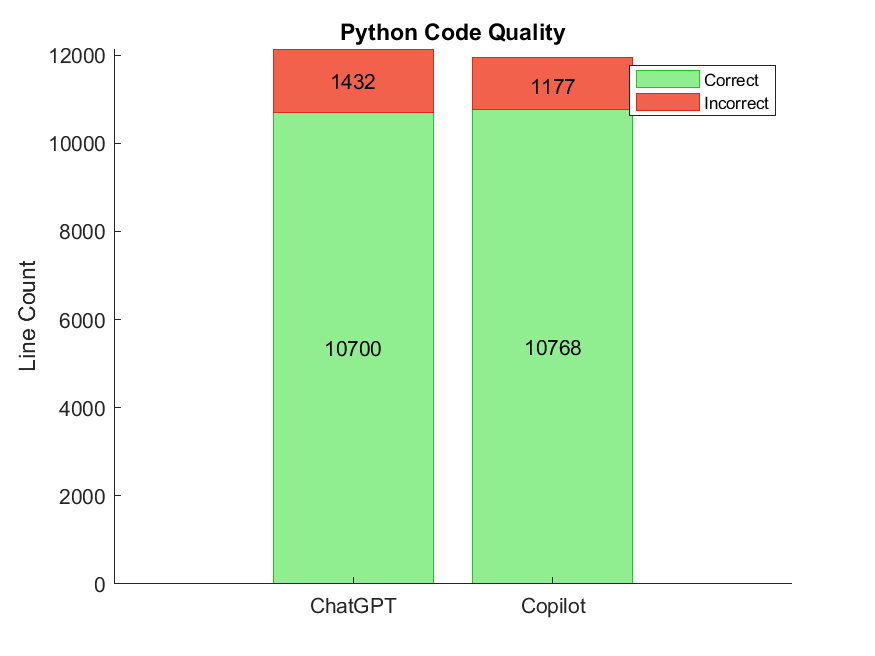 Python Code Quality
12000
10000
8000
6000
4000
2000
0
Line Count
1432
1177
10700
10768
Correct
Incorrect
ChatGPT
Copilot